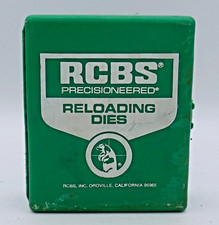 RCBS®
PRECISIONEERED®
RELOADING
DIES
RCBS, INC. OROVILLE, CALIFORNIA 95965